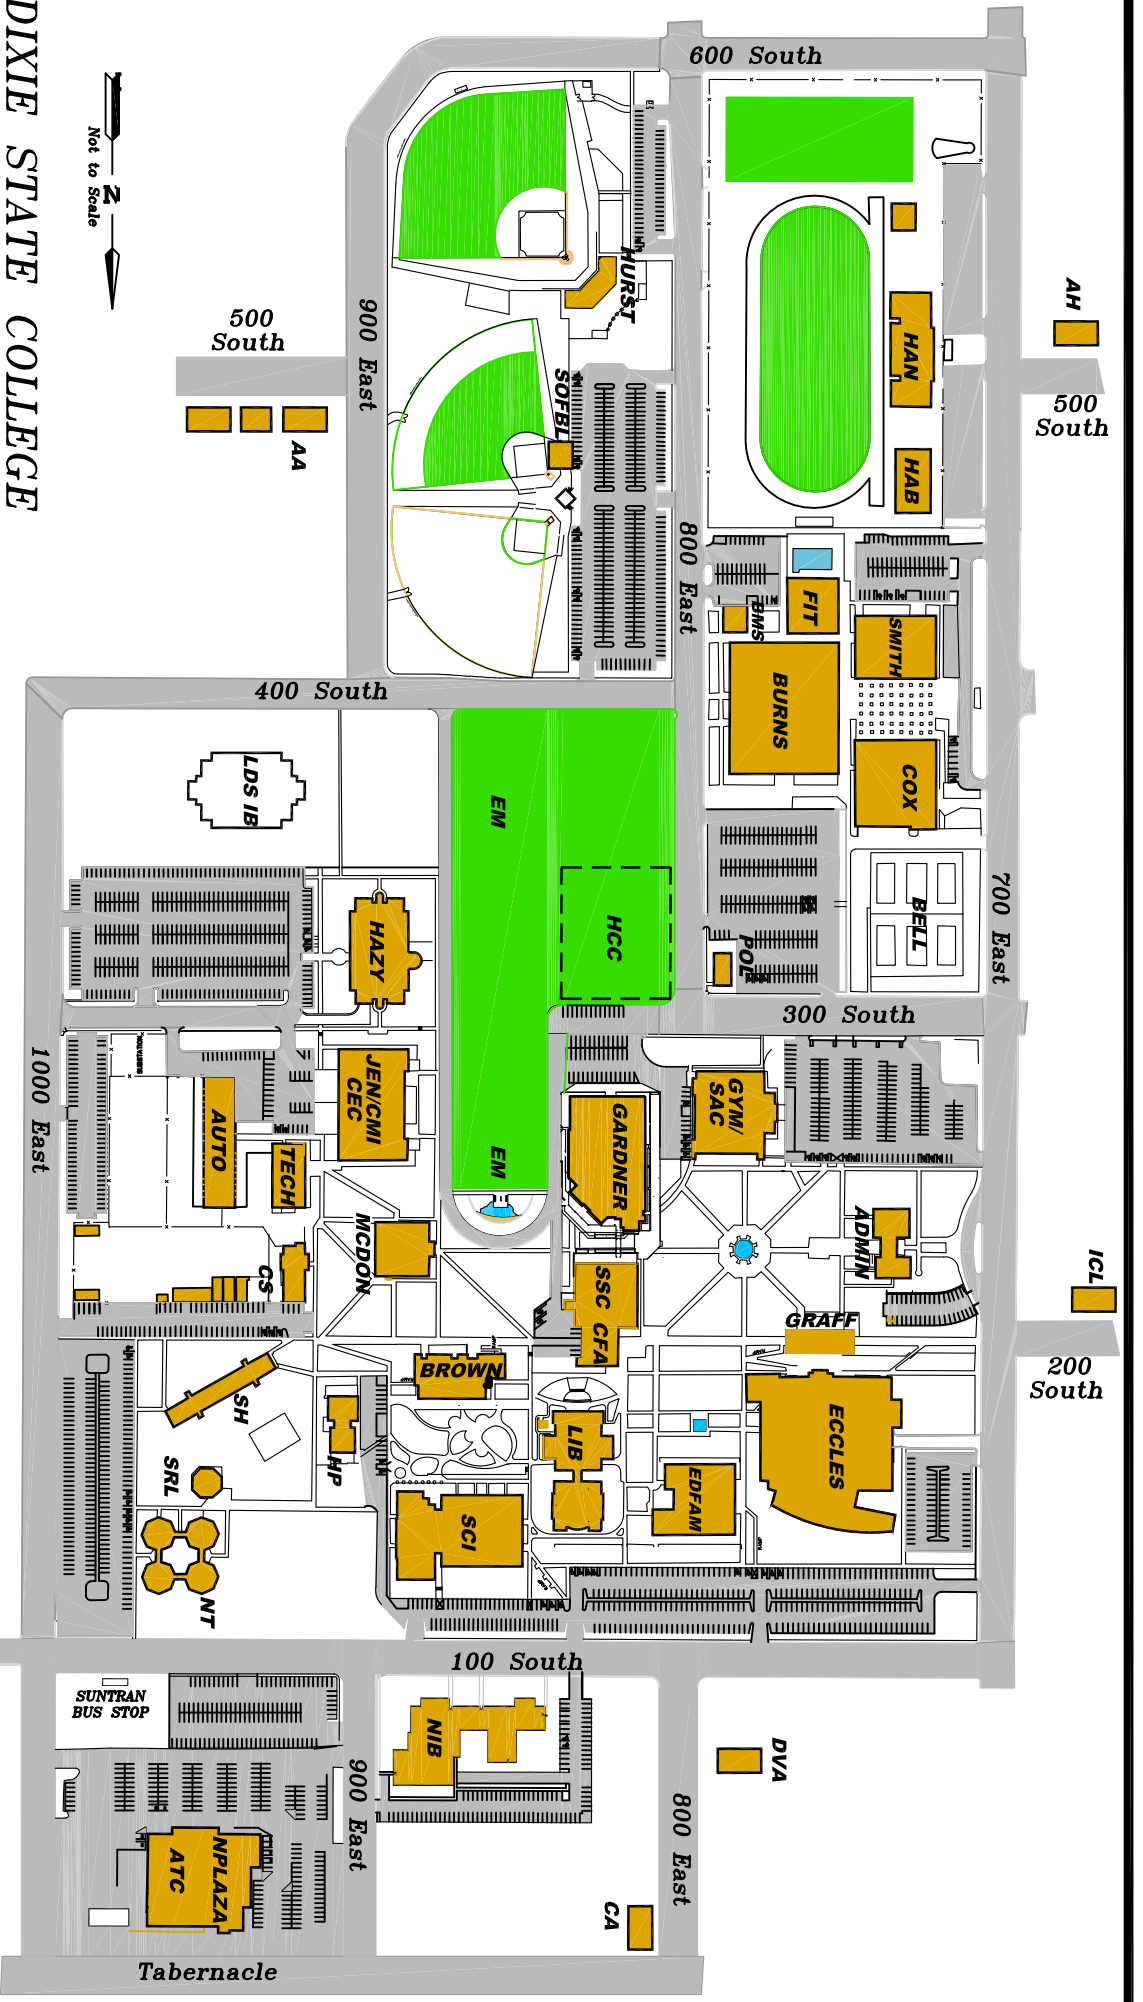 DIXIE STATE COLLEGE
Not to Scale
N
600 South
HURST
HAN
AH
500
South
500
South
900 East
AA
SOFBL
HAB
800 East
FIT
BMS
SMITH
400 South
BURNS
COX
LDS IB
EM
HCC
BELL
700 East
HAZY
POL
300 South
1000 East
SUBSTATION
JEN/CMI
CEC
AUTO
TECH
GARDNER
GYM/
SAC
EM
MCDON
ADMIN
CS
SSC
CFA
ICL
GRAFF
200
South
BROWN
SH
HP
SRL
LIB
ECCLES
EDFAM
SCI
NT
RAMP
100 South
SUNTRAN
BUS STOP
NIB
DVA
900 East
800 East
NPLAZA
ATC
CA
Tabernacle